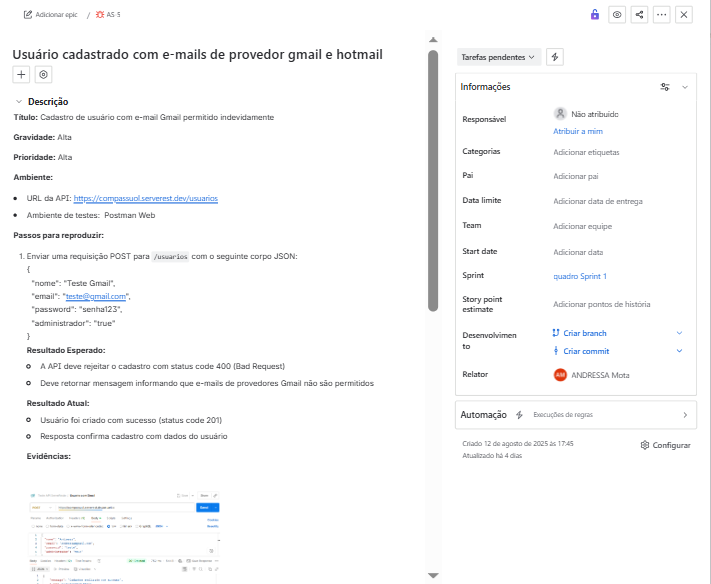 Adicionar epic / AS-5
Usuário cadastrado com e-mails de provedor gmail e hotmail
Descrição
Título: Cadastro de usuário com e-mail Gmail permitido indevidamente
Gravidade: Alta
Prioridade: Alta
Ambiente:
URL da API: https://compassuol.serverest.dev/usuarios
Ambiente de testes: Postman Web
Passos para reproduzir:
1. Enviar uma requisição POST para /usuarios com o seguinte corpo JSON:
{
"nome": "Teste Gmail",
"email": "teste@gmail.com",
"password": "senha123",
"administrador": "true"
}
Resultado Esperado:
A API deve rejeitar o cadastro com status code 400 (Bad Request)
Deve retornar mensagem informando que e-mails de provedores Gmail não são permitidos
Resultado Atual:
Usuário foi criado com sucesso (status code 201)
Resposta confirma cadastro com dados do usuário
Evidências:
Tarefas pendentes
Informações
Responsável
Não atribuído
Atribuir a mim
Categorias
Adicionar etiquetas
Pai
Adicionar pai
Data limite
Adicionar data de entrega
Team
Adicionar equipe
Start date
Adicionar data
Sprint
quadro Sprint 1
Story point
estimate
Adicionar pontos de história
Desenvolvimen
to
Criar branch
Criar commit
Relator
AM ANDRESSA Mota
Automação
Execuções de regras
Criado 12 de agosto de 2025 às 17:45
Atualizado há 4 dias
Configurar